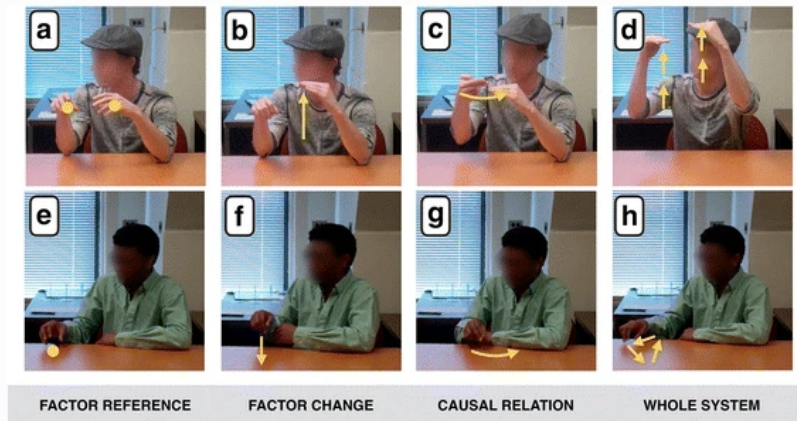 a b c d
e f g h
FACTOR REFERENCE FACTOR CHANGE CAUSAL RELATION WHOLE SYSTEM